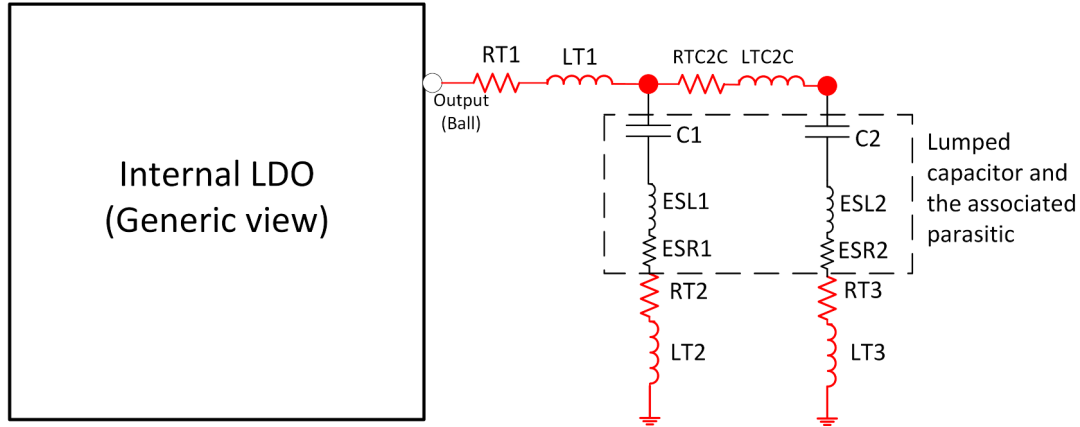 RT1
LT1
RTC2C
LTC2C
Output
(Ball)
C1
C2
Lumped
capacitor and
the associated
parasitic
Internal LDO
(Generic view)
ESL1
ESL2
ESR1
ESR2
RT2
RT3
LT2
LT3